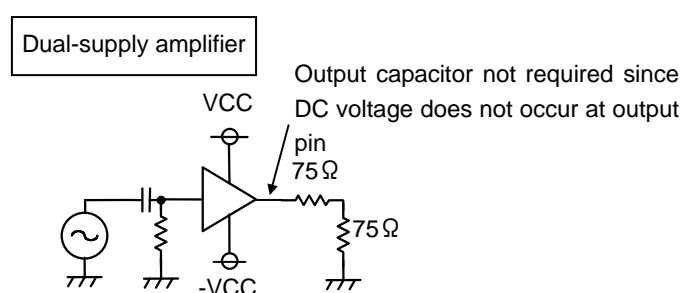 Dual-supply amplifier
Output capacitor not required since
DC voltage does not occur at output
pin
VCC
75Ω
75Ω
-VCC